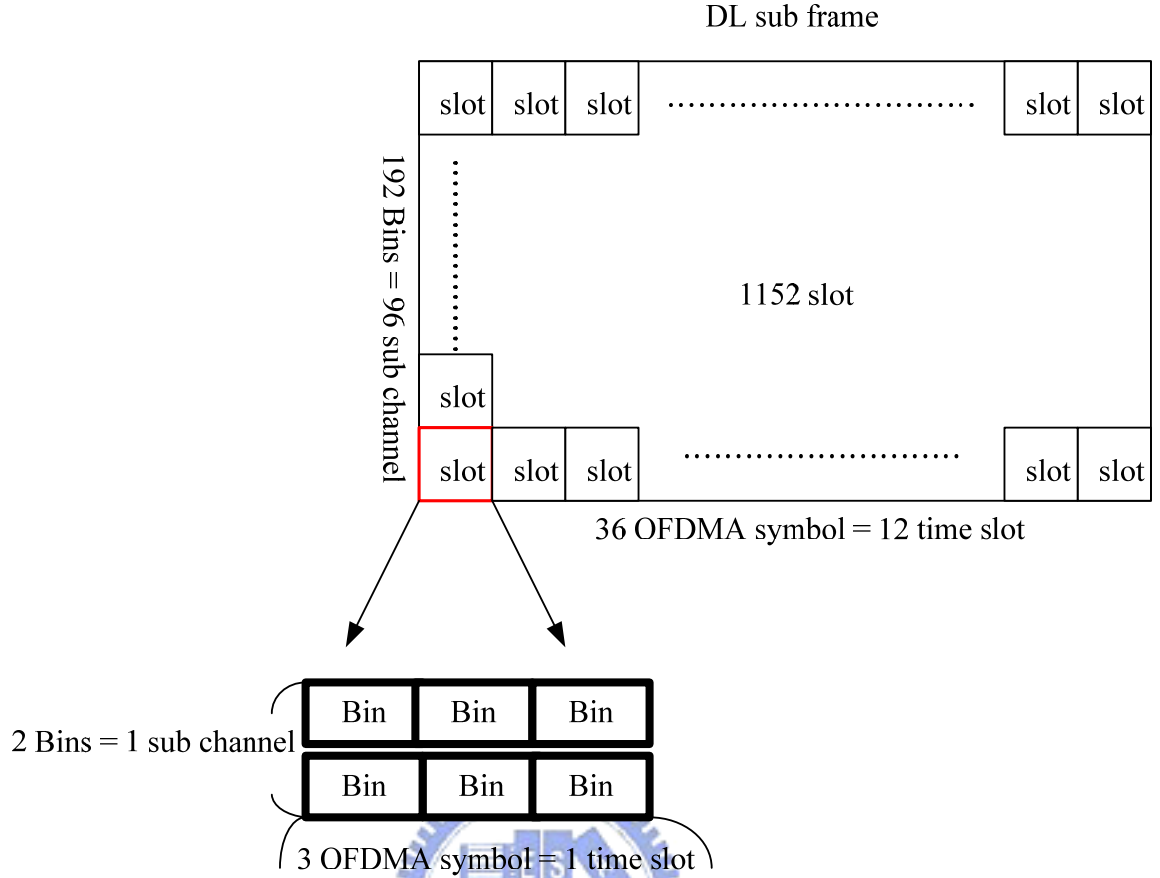 DL sub frame
slot slot slot slot slot
192 Bins = 96 sub channel
1152 slot
slot
slot slot slot slot slot
36 OFDMA symbol = 12 time slot
Bin Bin Bin
2 Bins = 1 sub channel
Bin Bin Bin
3 OFDMA symbol = 1 time slot